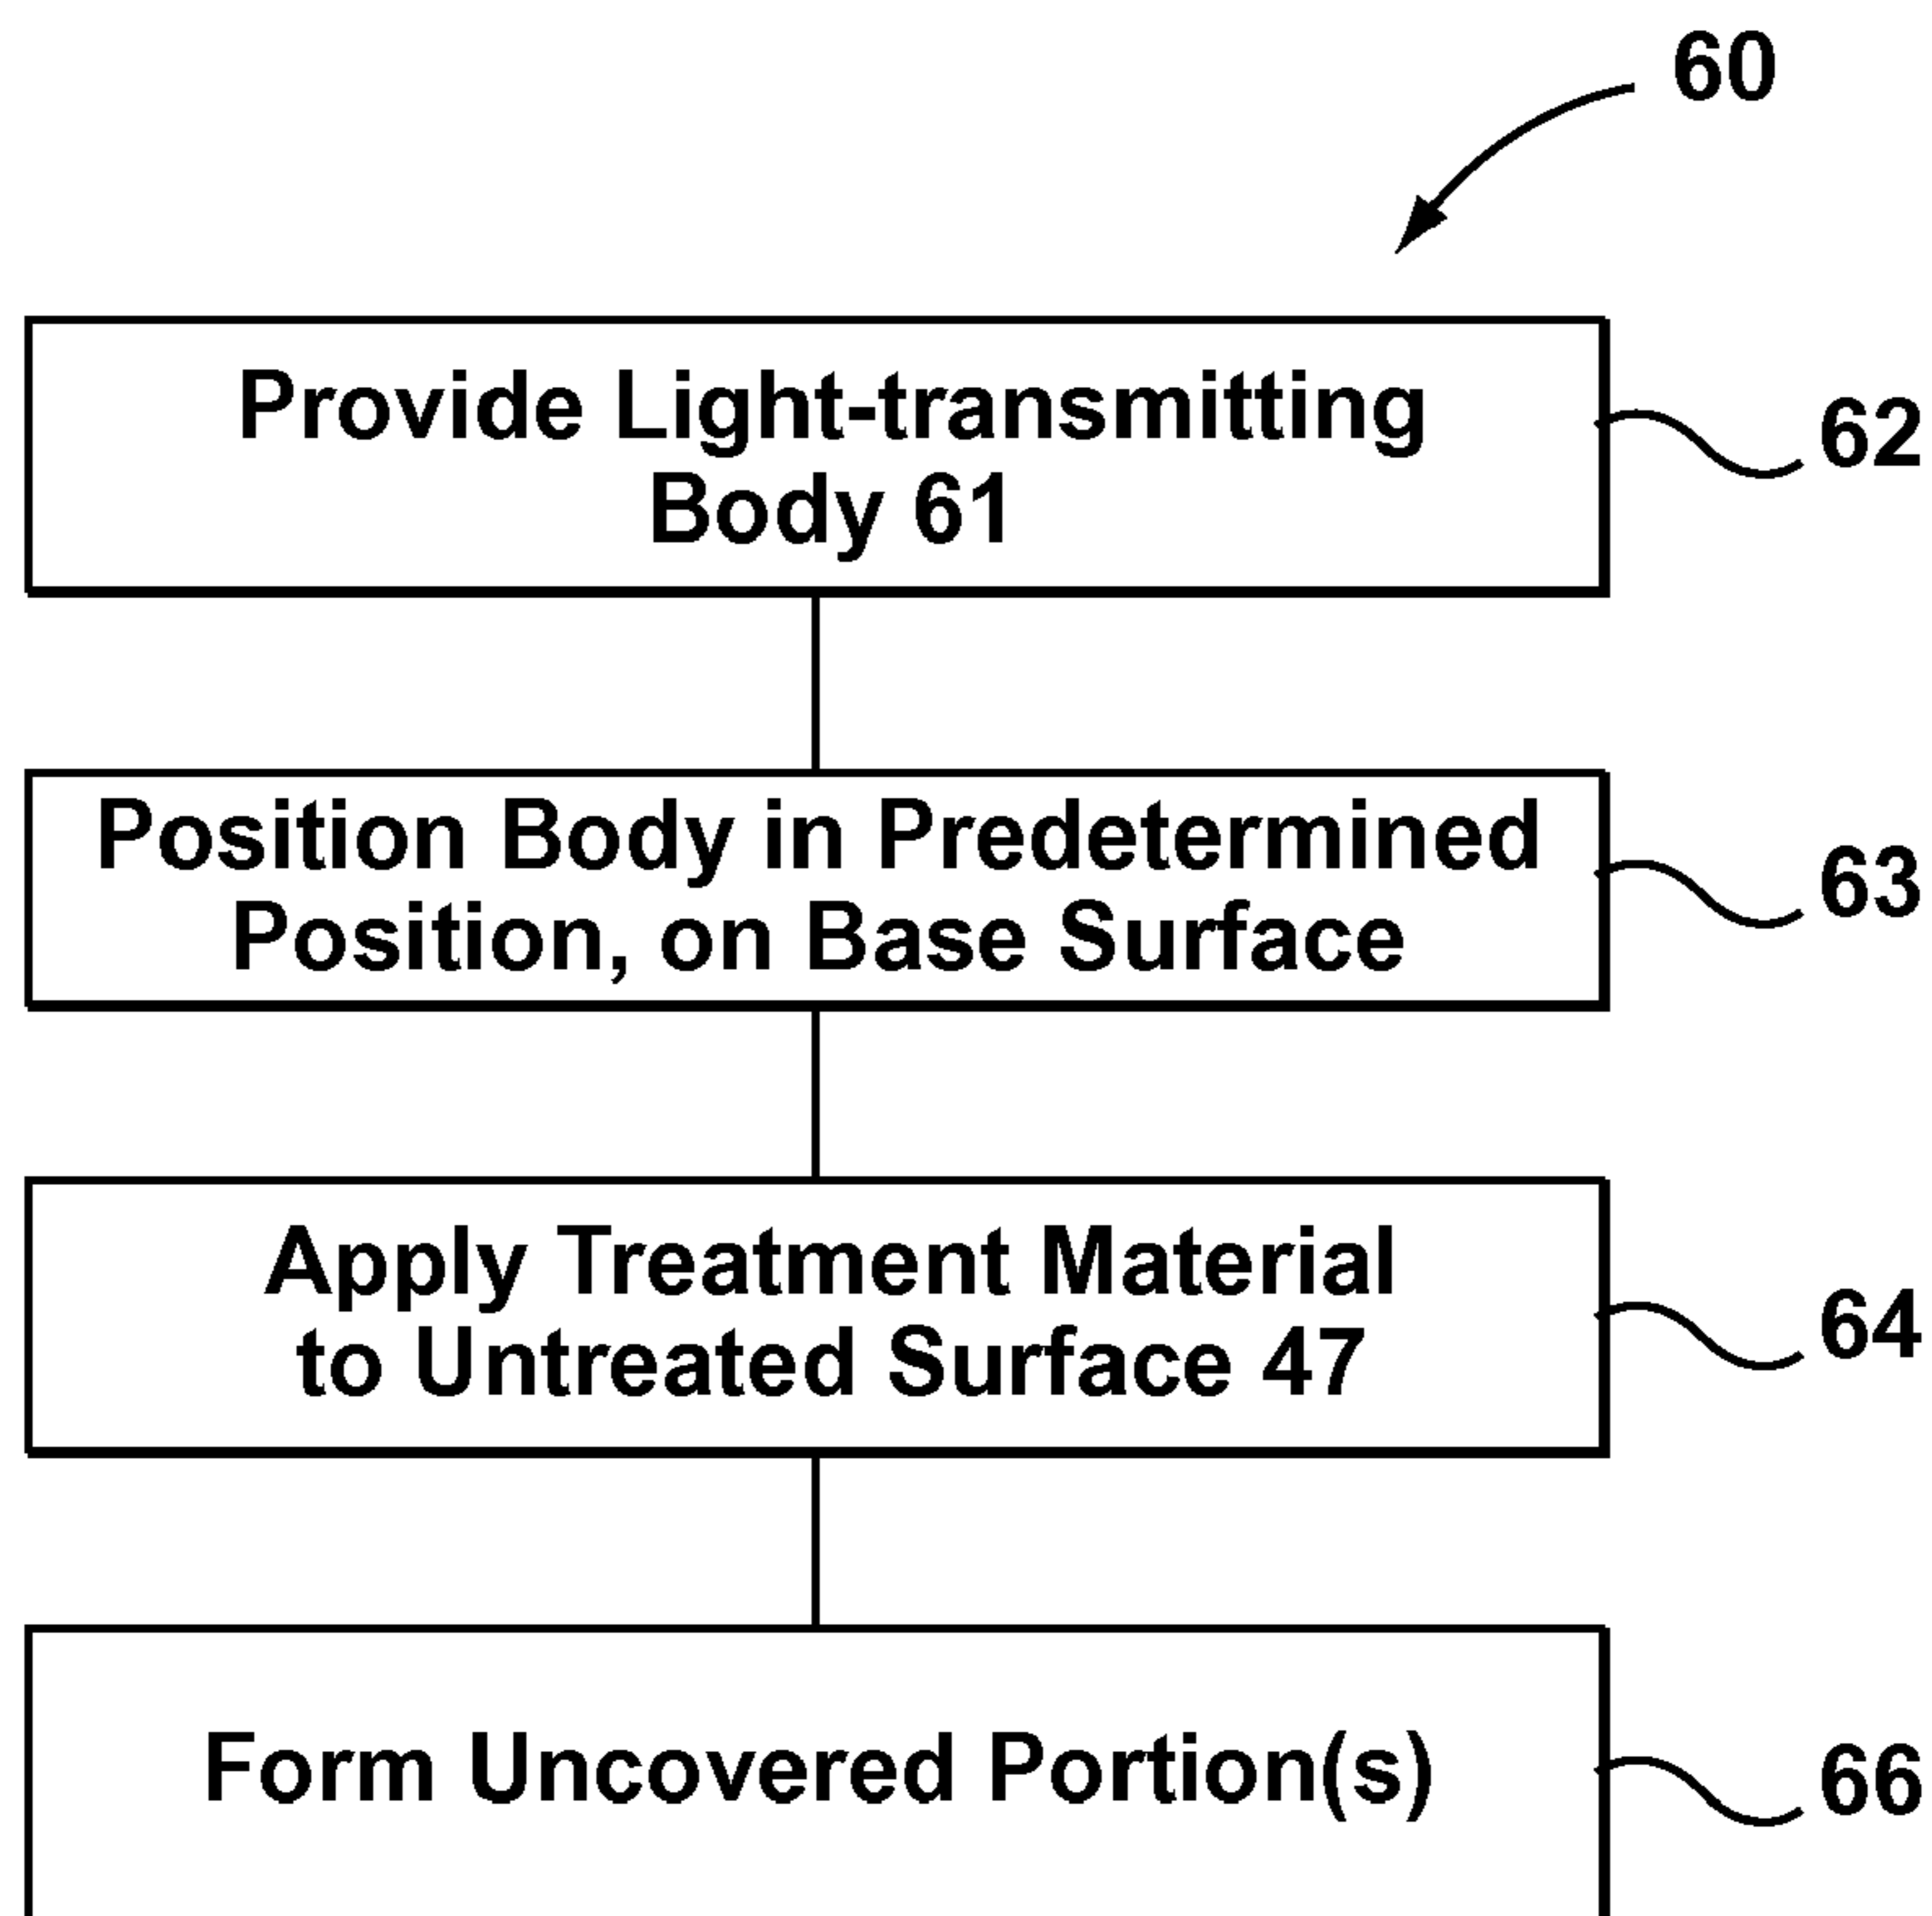 60
Provide Light-transmitting
Body 61
62
Position Body in Predetermined
Position, on Base Surface
63
Apply Treatment Material
to Untreated Surface 47
64
Form Uncovered Portion(s)
66